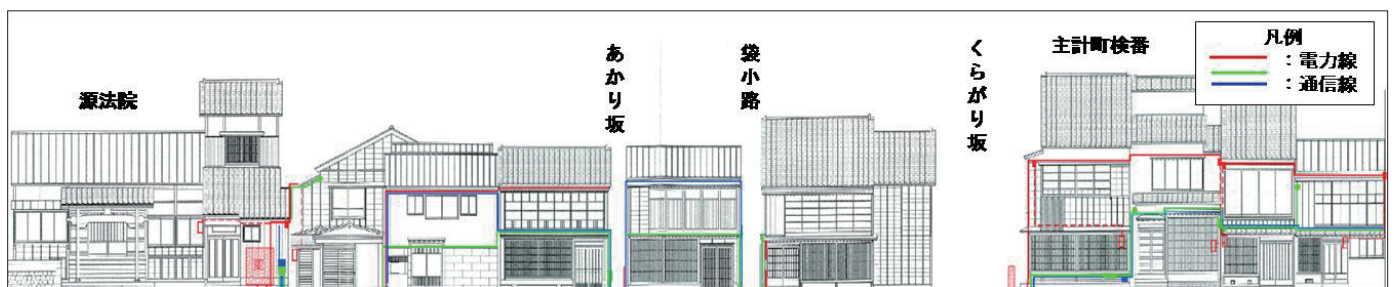 源法院
あかり坂
袋小路
くらがり坂
主計町検番
凡例
：電力線
：通信線